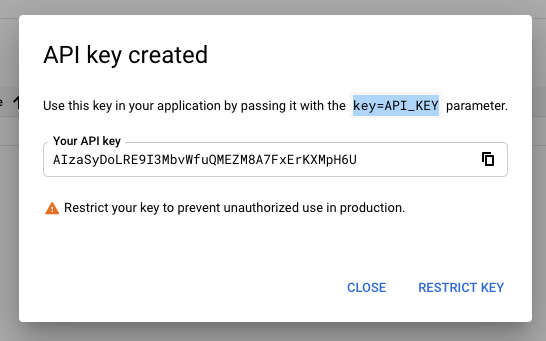 API key created
Use this key in your application by passing it with the key=API_KEY parameter.
Your API key
AIzaSyDoLRE9I3MbvWfuQMEZM8A7FxErKXMpH6U
Restrict your key to prevent unauthorized use in production.
CLOSE RESTRICT KEY